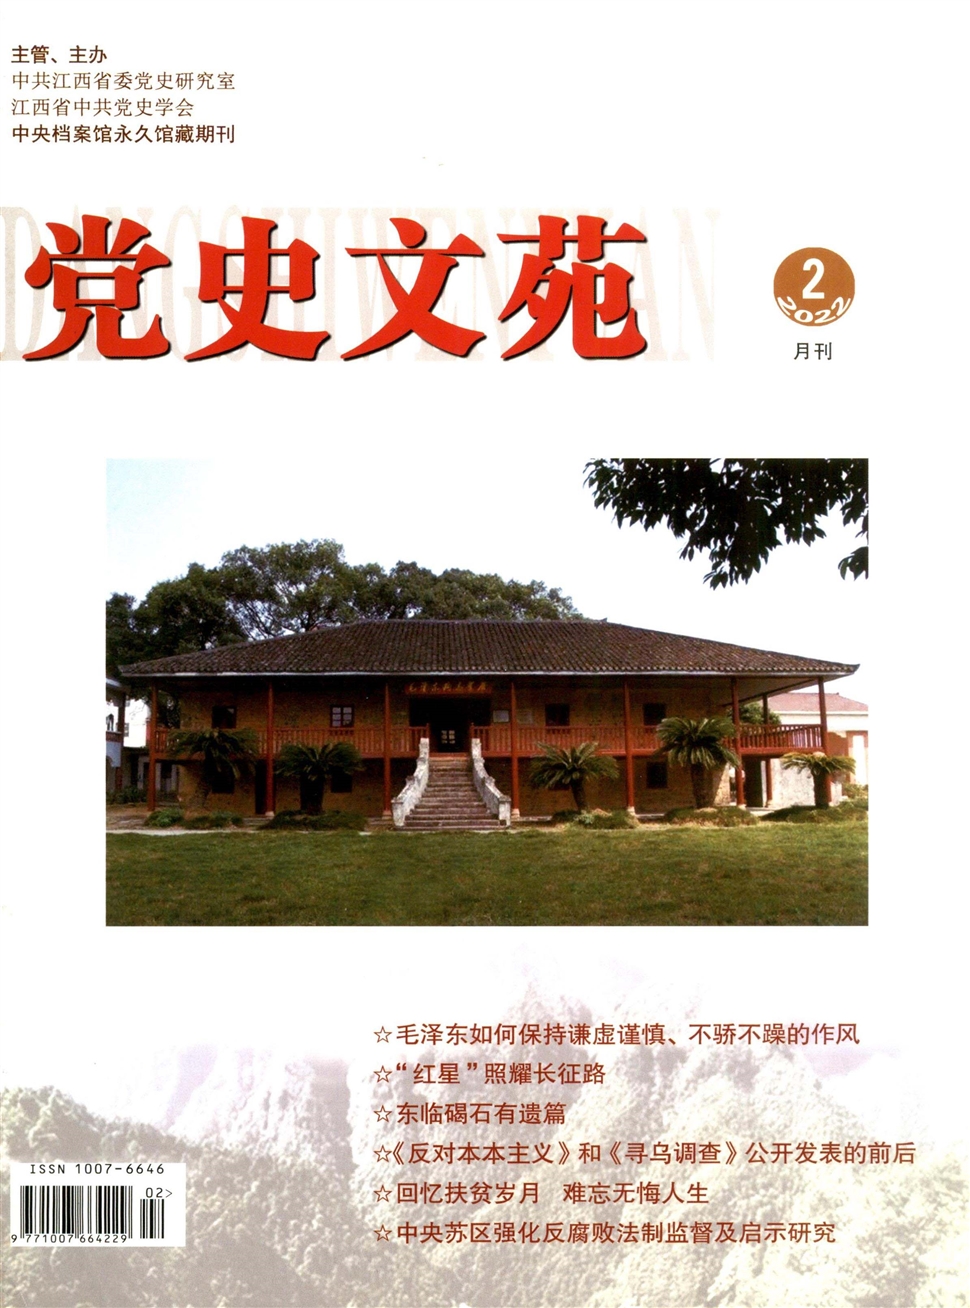 主管、主办
中共江西省委党史研究室
江西省中共党史学会
中央档案馆永久馆藏期刊
DANGSHIWENYUAN
党史文苑
2
2022
月刊
☆毛泽东如何保持谦虚谨慎、不骄不躁的作风
☆“红星”照耀长征路
☆东临碣石有遗篇
☆《反对本本主义》和《寻乌调查》公开发表的前后
☆回忆扶贫岁月 难忘无悔人生
☆中央苏区强化反腐败法制监督及启示研究
ISSN 1007-6646
02>
9 771007 664229